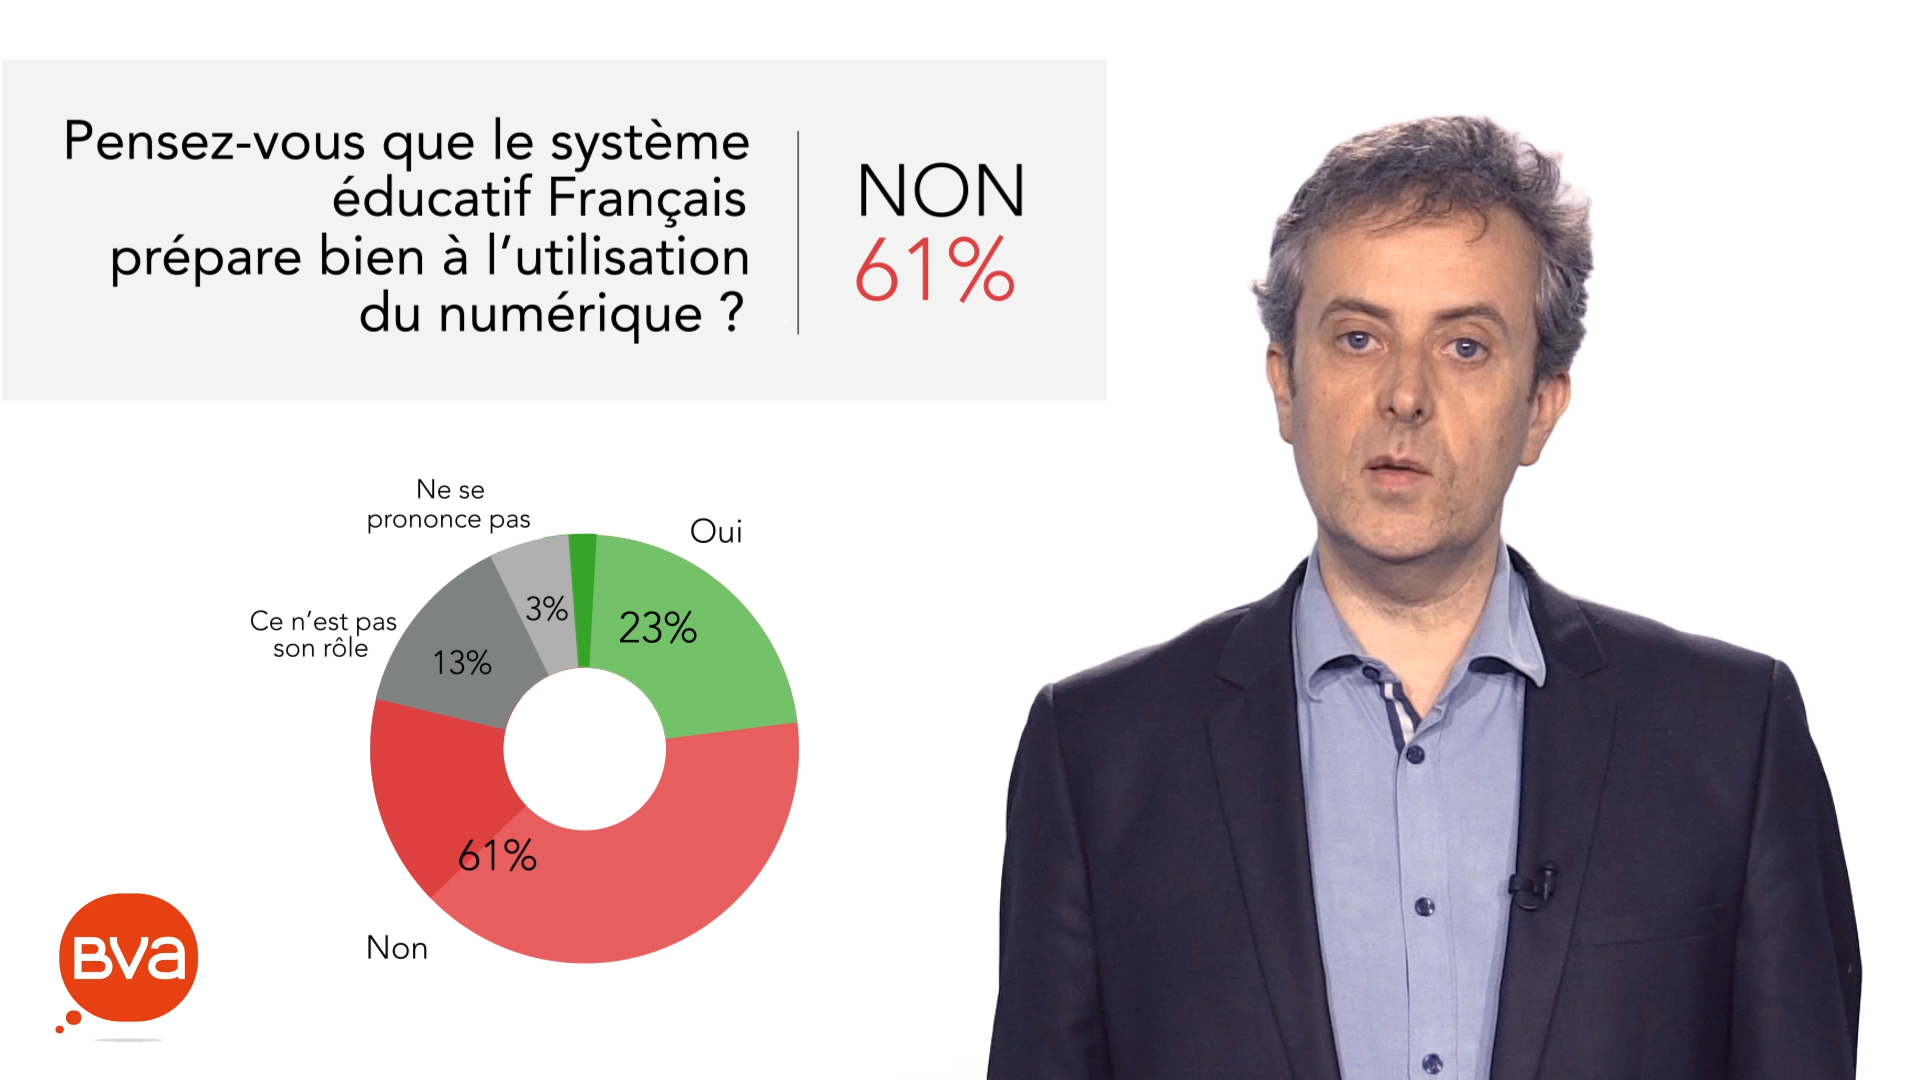 Pensez-vous que le système
éducatif Français
prépare bien à l’utilisation
du numérique ?
NON
61%
Ne se
prononce pas
Oui
3%
23%
Ce n’est pas
son rôle
13%
61%
Non
BVa